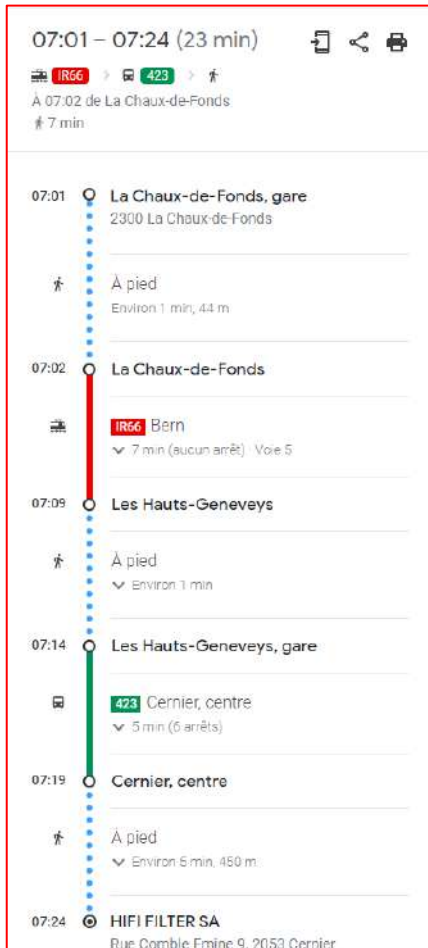 07:01 – 07:24 (23 min)
IR66 > 423 >
À 07:02 de La Chaux-de-Fonds
7 min
07:01 La Chaux-de-Fonds, gare
2300 La Chaux-de-Fonds
À pied
Environ 1 min, 44 m
07:02 La Chaux-de-Fonds
IR66 Bern
7 min (aucun arrêt) · Voie 5
07:09 Les Hauts-Geneveys
À pied
Environ 1 min
07:14 Les Hauts-Geneveys, gare
423 Cernier, centre
5 min (6 arrêts)
07:19 Cernier, centre
À pied
Environ 5 min, 450 m
07:24 HIFI FILTER SA
Rue Comble Emine 9, 2053 Cernier